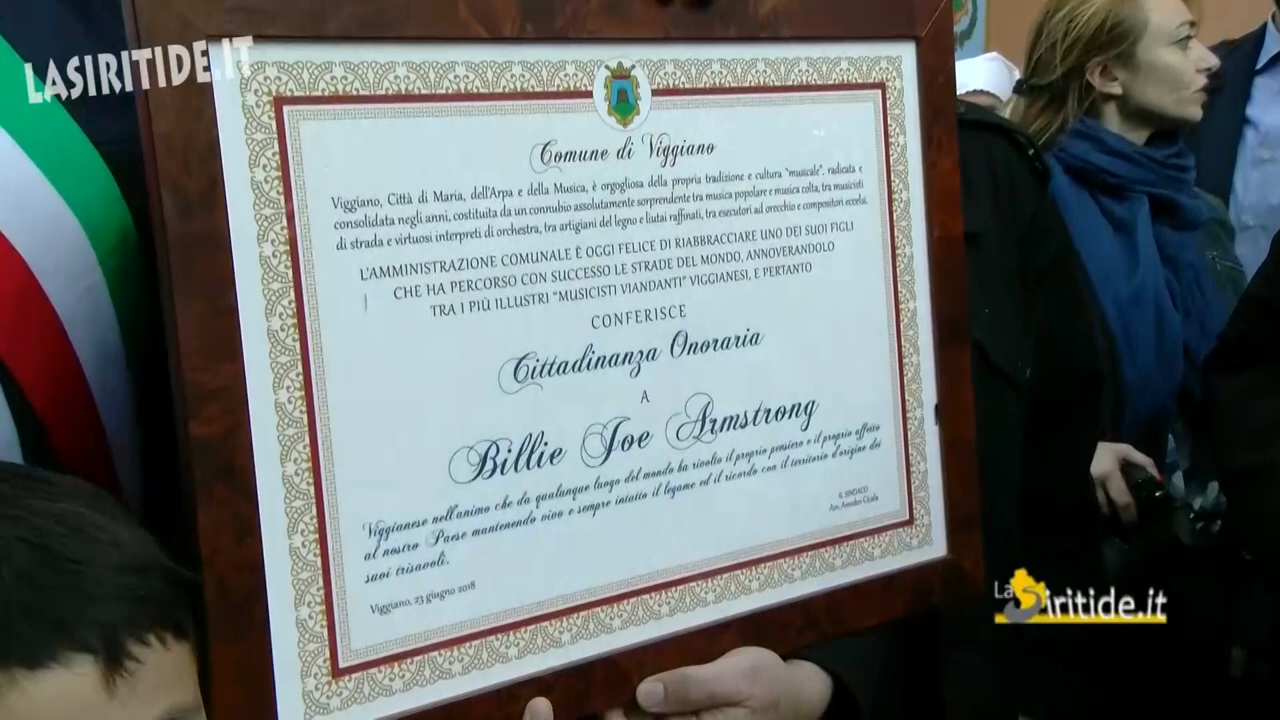 LASIRITIDE.IT
Comune di Viggiano
Viggiano, Città di Maria, dell'Arpa e della Musica, è orgogliosa della propria tradizione e cultura "musicale", radicata e
consolidata negli anni, costituita da un connubio assolutamente sorprendente tra musica popolare e musica colta, tra musicisti
di strada e virtuosi interpreti di orchestra, tra artigiani del legno e liutai raffinati, tra esecutori ad orecchio e compositori eccelsi.
L'AMMINISTRAZIONE COMUNALE È OGGI FELICE DI RIABBRACCIARE UNO DEI SUOI FIGLI
CHE HA PERCORSO CON SUCCESSO LE STRADE DEL MONDO, ANNOVERANDOLO
TRA I PIÙ ILLUSTRI "MUSICISTI VIANDANTI" VIGGIANESI, E PERTANTO
CONFERISCE
Cittadinanza Onoraria
A
Billie Joe Armstrong
Viggianese nell'animo che da qualunque luogo del mondo ha rivolto il proprio pensiero e il proprio affetto
al nostro Paese mantenendo vivo e sempre intatto il legame ed il ricordo con il territorio d'origine dei
suoi trisavoli.
Viggiano, 23 giugno 2018
IL SINDACO
Avv. Amedeo Cicala
La Siritide.it